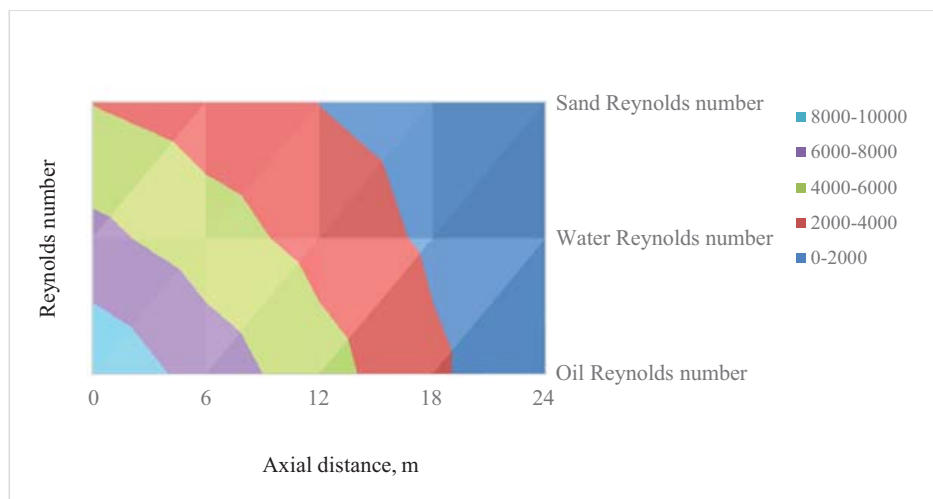 Sand Reynolds number
Water Reynolds number
Oil Reynolds number
Reynolds number
0 6 12 18 24
Axial distance, m
8000-10000
6000-8000
4000-6000
2000-4000
0-2000